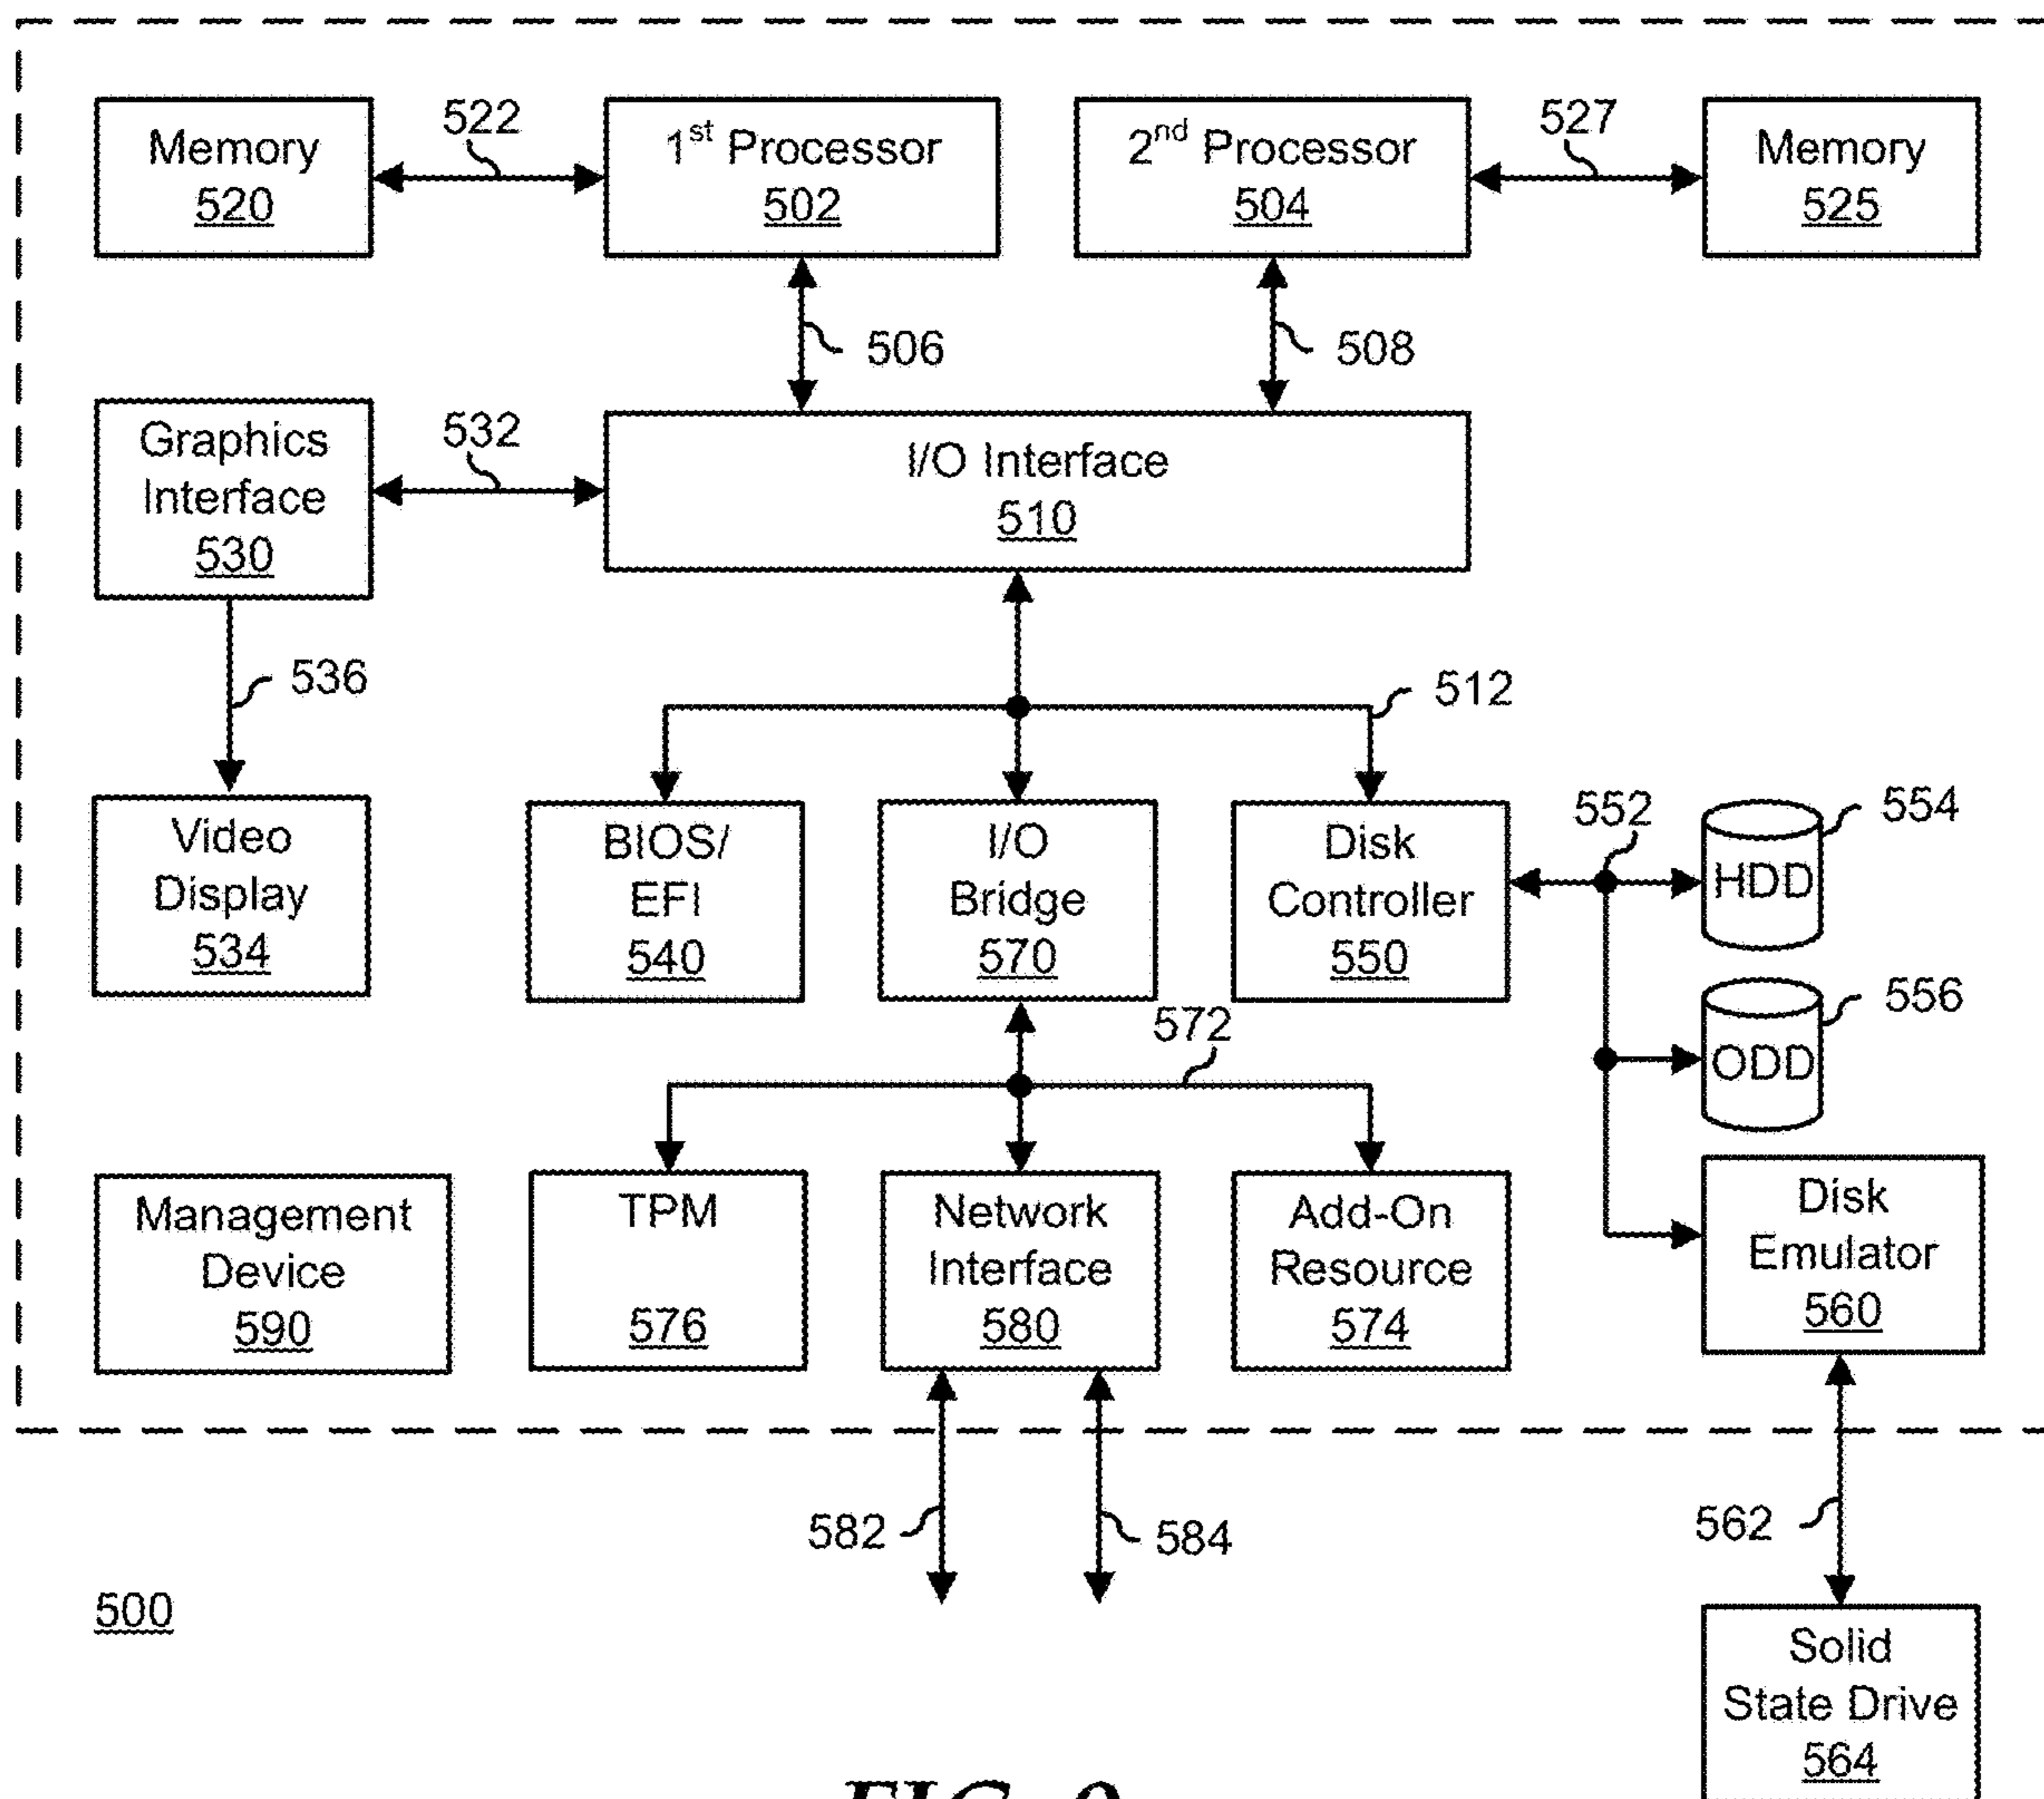 Memory
520
522
1st Processor
502
2nd Processor
504
527
Memory
525
506
508
Graphics
Interface
530
532
I/O Interface
510
536
512
Video
Display
534
BIOS/
EFI
540
I/O
Bridge
570
Disk
Controller
550
552
HDD
554
ODD
556
572
Management
Device
590
TPM
576
Network
Interface
580
Add-On
Resource
574
Disk
Emulator
560
582
584
562
500
Solid
State Drive
564